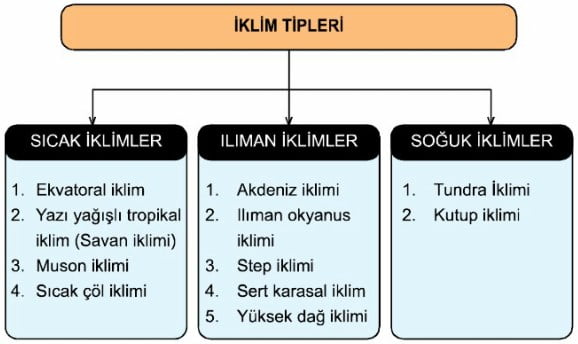 İKLİM TİPLERİ
SICAK İKLİMLER
1. Ekvatoral iklim
2. Yazı yağışlı tropikal
iklim (Savan iklimi)
3. Muson iklimi
4. Sıcak çöl iklimi
ILIMAN İKLİMLER
1. Akdeniz iklimi
2. Ilıman okyanus
iklimi
3. Step iklimi
4. Sert karasal iklim
5. Yüksek dağ iklimi
SOĞUK İKLİMLER
1. Tundra İklimi
2. Kutup iklimi